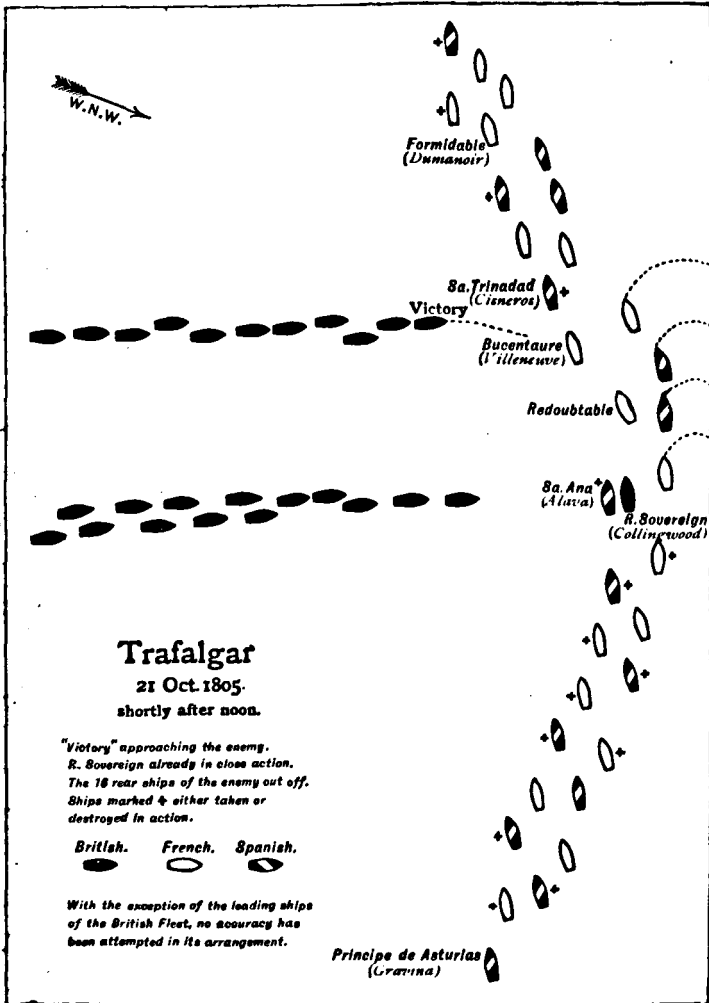 W.N.W.
Formidable
(Dumanoir)
Sa. Trinadad
(Cisneros)
Victory
Bucentaure
(Villeneuve)
Redoubtable
Sa. Ana
(Alava)
R. Sovereign
(Collingwood)
Trafalgar
21 Oct. 1805.
shortly after noon.
"Victory" approaching the enemy.
R. Sovereign already in close action.
The 16 rear ships of the enemy cut off.
Ships marked + either taken or
destroyed in action.
British. French. Spanish.
With the exception of the leading ships
of the British Fleet, no accuracy has
been attempted in its arrangement.
Principe de Asturias
(Gravina)